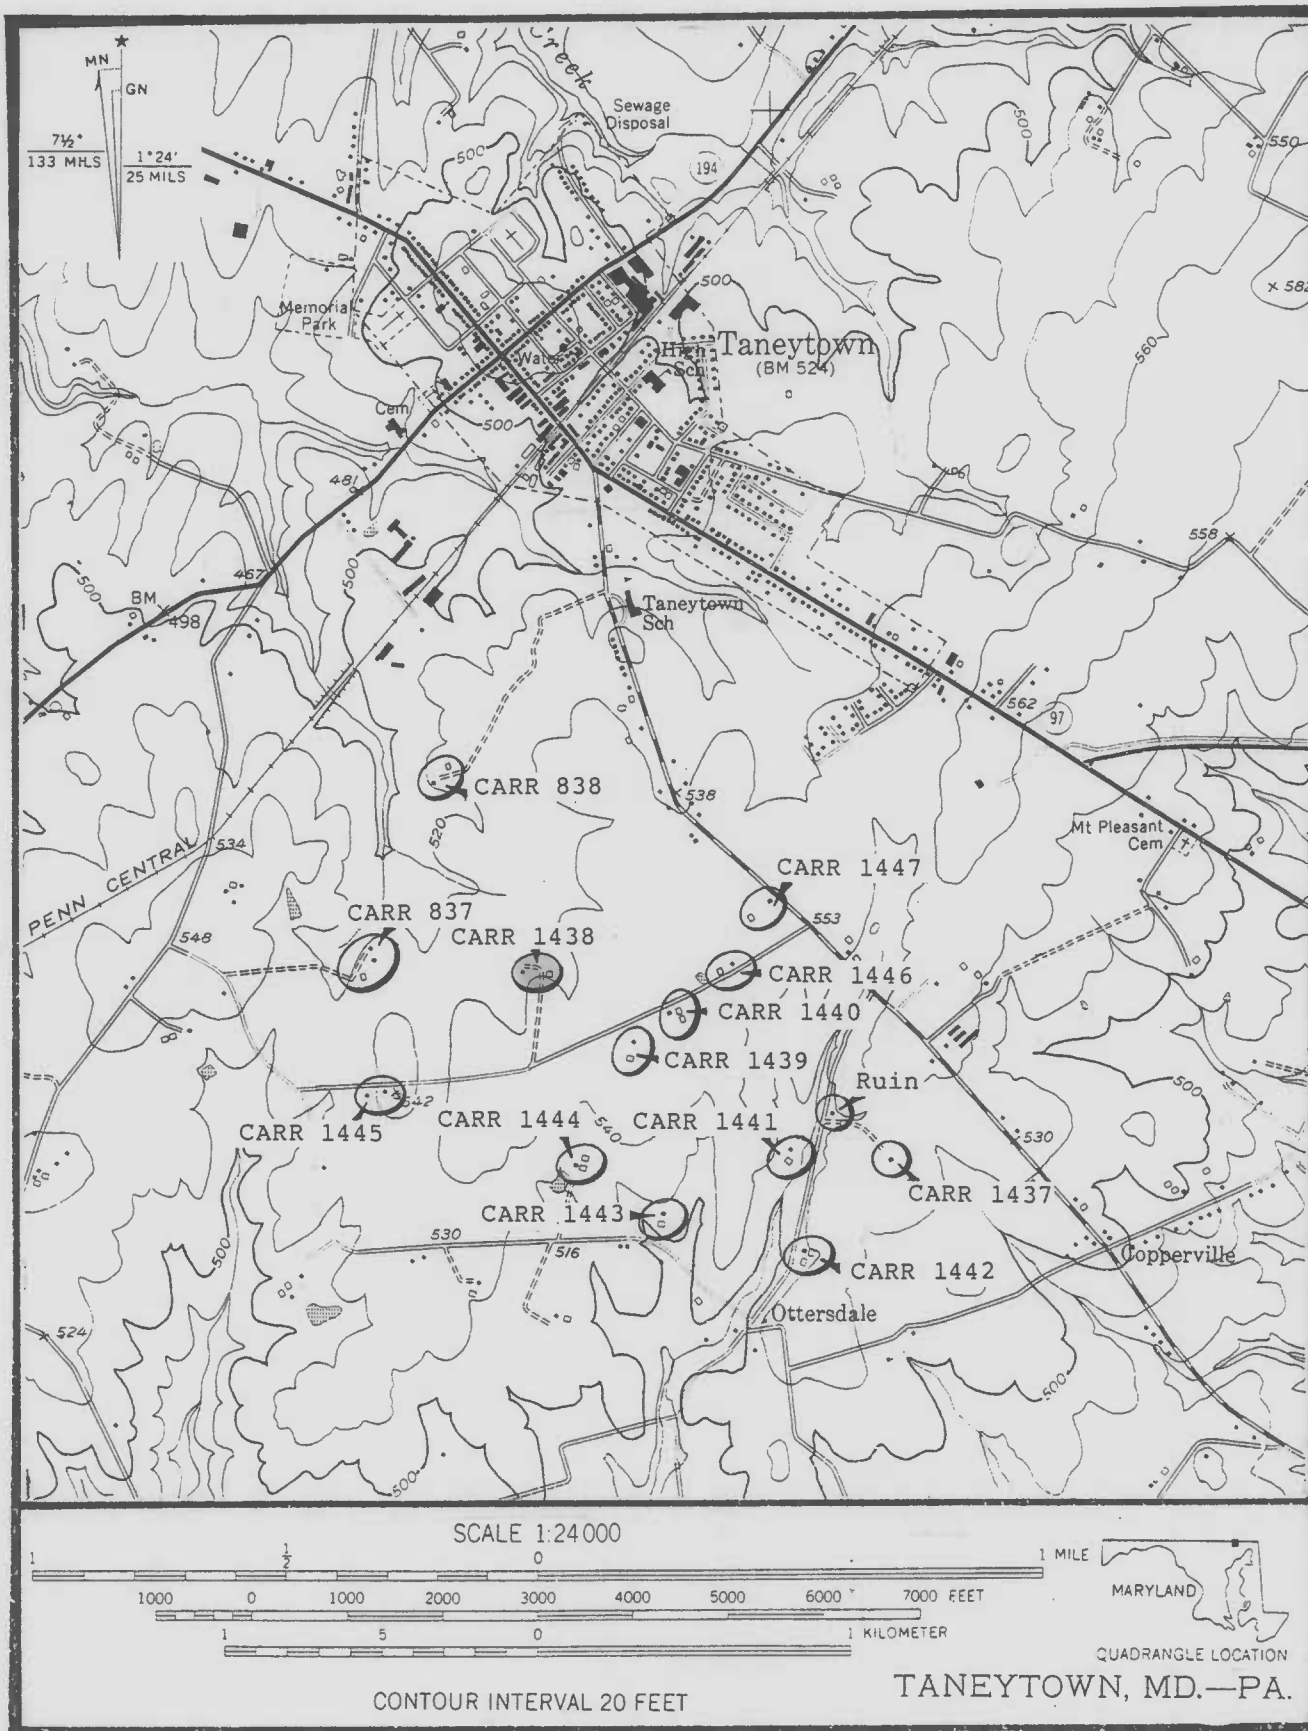 Creek
MN
GN
7½°
133 MILS
1°24'
25 MILS
Sewage
Disposal
194
500
500
500
550
582
560
Memorial
Park
Water
High
Sch
Taneytown
(BM 524)
Cem
500
481
558
467
500
500
BM
498
Taneytown
Sch
562
97
CARR 838
538
520
534
PENN CENTRAL
Mt Pleasant
Cem
CARR 1447
CARR 837
CARR 1438
553
548
CARR 1446
CARR 1440
CARR 1439
Ruin
500
542
CARR 1445
CARR 1444
540
CARR 1441
530
CARR 1437
CARR 1443
530
516
500
Copperville
CARR 1442
Ottersdale
524
500
500
SCALE 1:24000
1
½
0
1 MILE
1000
0
1000
2000
3000
4000
5000
6000
7000 FEET
1
5
0
1 KILOMETER
MARYLAND
QUADRANGLE LOCATION
CONTOUR INTERVAL 20 FEET
TANEYTOWN, MD.—PA.